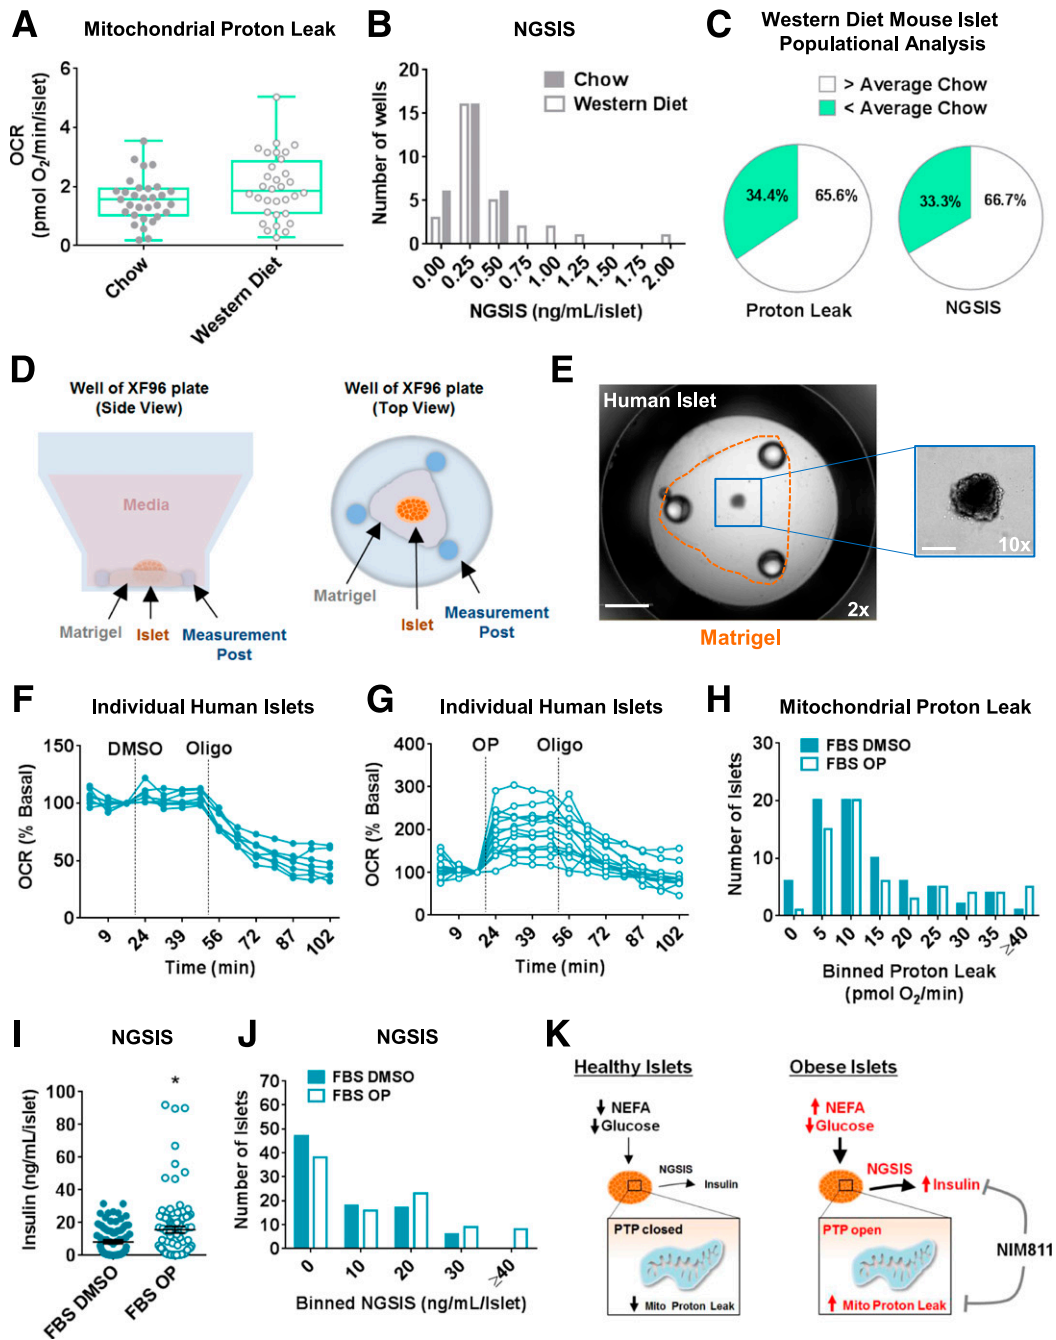 A
Mitochondrial Proton Leak
OCR
(pmol O2/min/islet)
6
4
2
0
Chow
Western Diet
B
NGSIS
Number of wells
20
15
10
5
0
Chow
Western Diet
0.00
0.25
0.50
0.75
1.00
1.25
1.50
1.75
2.00
NGSIS (ng/mL/islet)
C
Western Diet Mouse Islet
Populational Analysis
> Average Chow
< Average Chow
34.4%
65.6%
33.3%
66.7%
Proton Leak
NGSIS
D
Well of XF96 plate
(Side View)
Well of XF96 plate
(Top View)
Media
Matrigel
Islet
Measurement
Post
Matrigel
Islet
Measurement
Post
E
Human Islet
2x
10x
Matrigel
F
Individual Human Islets
OCR (% Basal)
150
100
50
0
DMSO
Oligo
9
24
39
56
72
87
102
Time (min)
G
Individual Human Islets
OCR (% Basal)
400
300
200
100
0
OP
Oligo
9
24
39
56
72
87
102
Time (min)
H
Mitochondrial Proton Leak
Number of Islets
30
20
10
0
FBS DMSO
FBS OP
0
5
10
15
20
25
30
35
≥40
Binned Proton Leak
(pmol O2/min)
I
NGSIS
Insulin (ng/mL/islet)
100
80
60
40
20
0
*
FBS DMSO
FBS OP
J
NGSIS
Number of Islets
70
60
50
40
30
20
10
0
FBS DMSO
FBS OP
0
10
20
30
≥40
Binned NGSIS (ng/mL/Islet)
K
Healthy Islets
Obese Islets
NEFA
Glucose
NGSIS
Insulin
PTP closed
Mito Proton Leak
NEFA
Glucose
NGSIS
Insulin
PTP open
Mito Proton Leak
NIM811